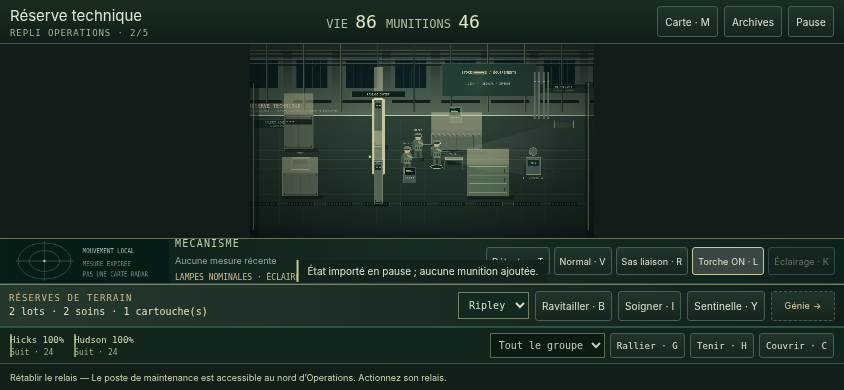 Réserve technique
REPLI OPERATIONS · 2/5
VIE 86 MUNITIONS 46
Carte · M
Archives
Pause
MOUVEMENT LOCAL
MESURE EXPIRÉE
PAS UNE CARTE RADAR
MECANISME
Aucune mesure récente
LAMPES NOMINALES · ÉCLAIR
État importé en pause ; aucune munition ajoutée.
Normal · V
Sas liaison · R
Torche ON · L
Éclairage · K
RÉSERVES DE TERRAIN
2 lots · 2 soins · 1 cartouche(s)
Ripley
Ravitailler · B
Soigner · I
Sentinelle · Y
Génie →
Hicks 100%
Suit · 24
Hudson 100%
Suit · 24
Tout le groupe
Rallier · G
Tenir · H
Couvrir · C
Rétablir le relais — Le poste de maintenance est accessible au nord d’Operations. Actionnez son relais.